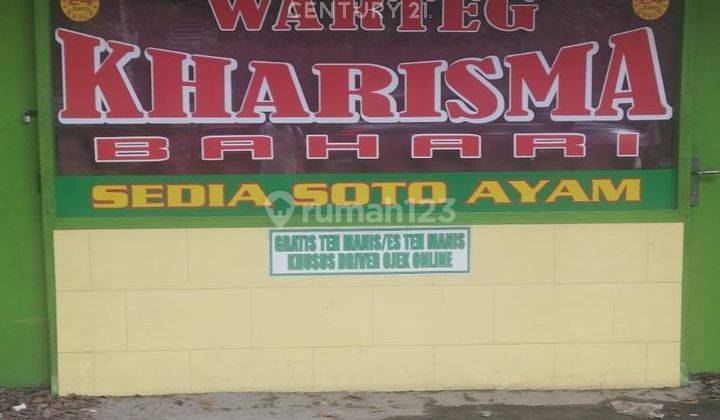 WARTEG
CENTURY 21.
KHARISMA
BAHARI
SEDIA SOTO AYAM
rumah123
GRATIS TEH MANIS/ES TEH MANIS
KHUSUS DRIVER OJEK ONLINE